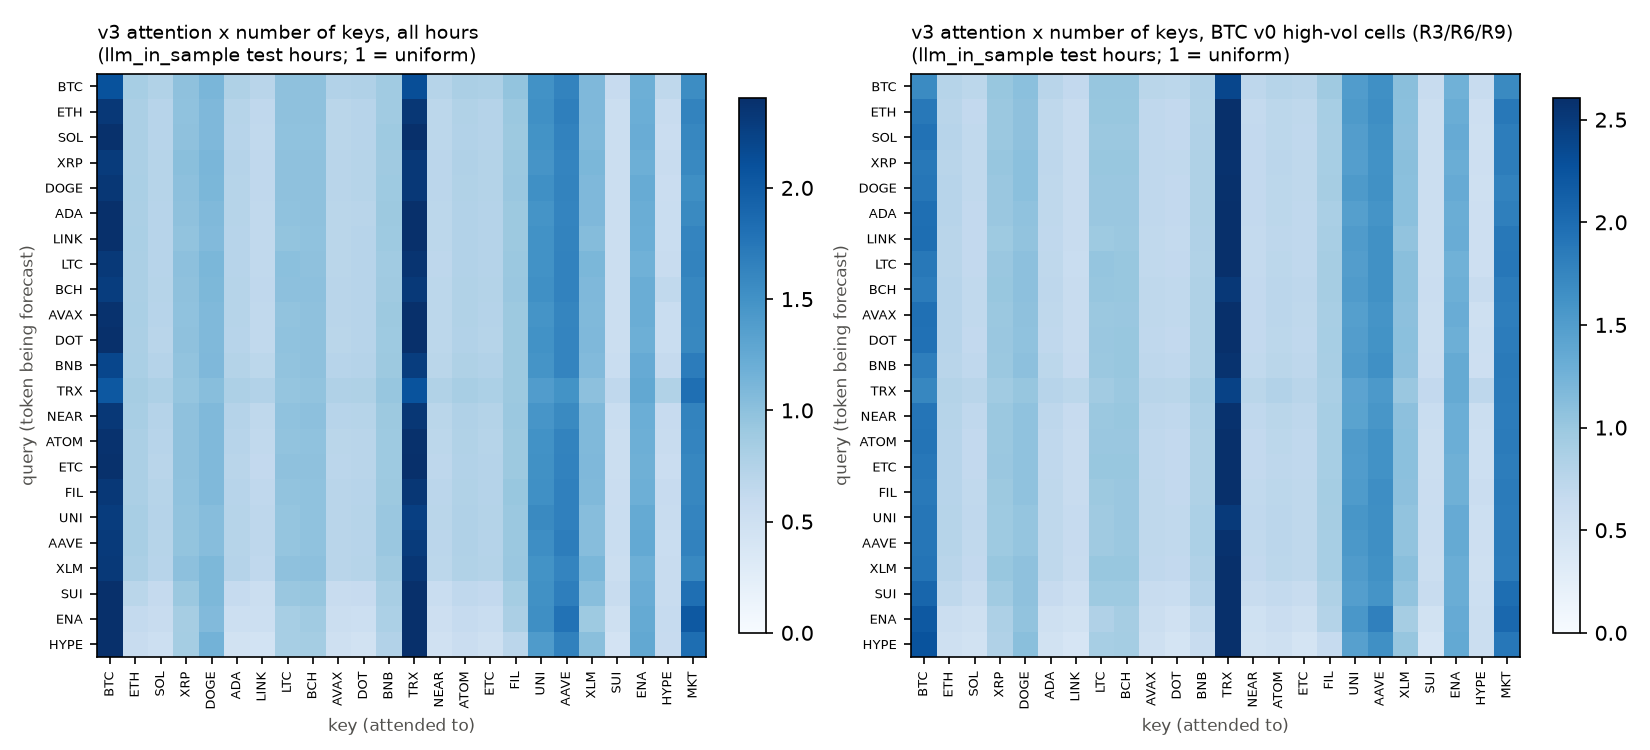 v3 attention x number of keys, all hours
(llm_in_sample test hours; 1 = uniform)
query (token being forecast)
BTC
ETH
SOL
XRP
DOGE
ADA
LINK
LTC
BCH
AVAX
DOT
BNB
TRX
NEAR
ATOM
ETC
FIL
UNI
AAVE
XLM
SUI
ENA
HYPE
BTC
ETH
SOL
XRP
DOGE
ADA
LINK
LTC
BCH
AVAX
DOT
BNB
TRX
NEAR
ATOM
ETC
FIL
UNI
AAVE
XLM
SUI
ENA
HYPE
MKT
key (attended to)
2.0
1.5
1.0
0.5
0.0
v3 attention x number of keys, BTC v0 high-vol cells (R3/R6/R9)
(llm_in_sample test hours; 1 = uniform)
query (token being forecast)
BTC
ETH
SOL
XRP
DOGE
ADA
LINK
LTC
BCH
AVAX
DOT
BNB
TRX
NEAR
ATOM
ETC
FIL
UNI
AAVE
XLM
SUI
ENA
HYPE
BTC
ETH
SOL
XRP
DOGE
ADA
LINK
LTC
BCH
AVAX
DOT
BNB
TRX
NEAR
ATOM
ETC
FIL
UNI
AAVE
XLM
SUI
ENA
HYPE
MKT
key (attended to)
2.5
2.0
1.5
1.0
0.5
0.0